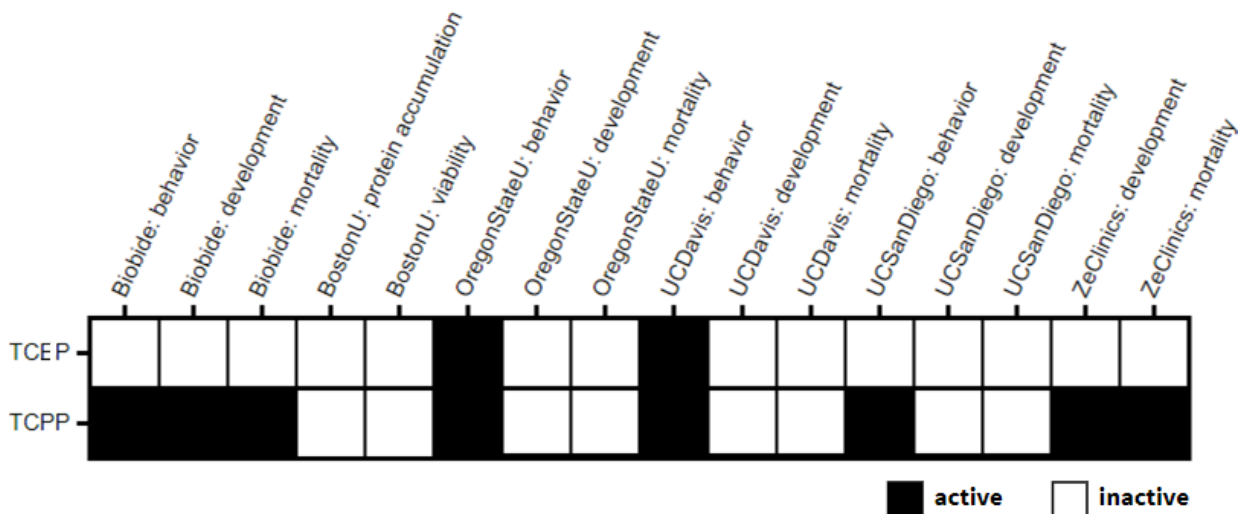 Biobide: behavior
Biobide: development
Biobide: mortality
BostonU: protein accumulation
BostonU: viability
OregonStateU: behavior
OregonStateU: development
OregonStateU: mortality
UCDavis: behavior
UCDavis: development
UCDavis: mortality
UCSanDiego: behavior
UCSanDiego: development
UCSanDiego: mortality
ZeClinics: development
ZeClinics: mortality
TCEP
TCPP
active inactive